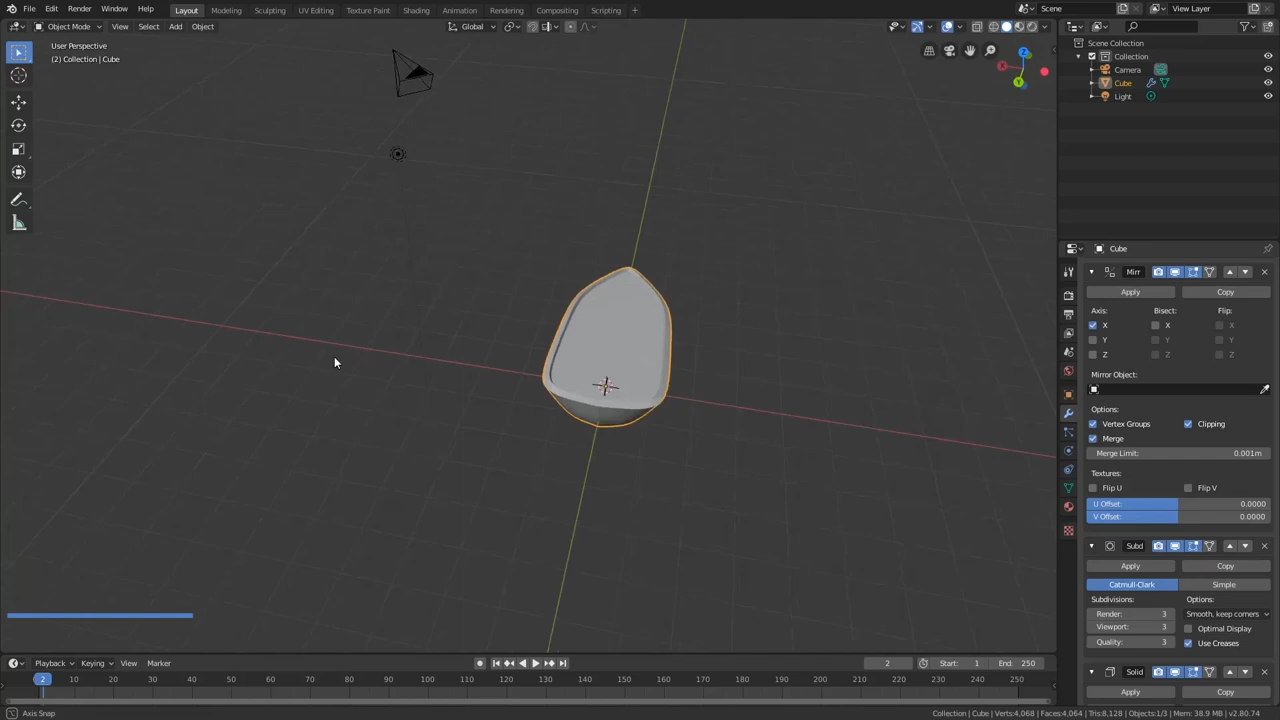 File Edit Render Window Help
Layout Modeling Sculpting UV Editing Texture Paint Shading Animation Rendering Compositing Scripting +
Scene
View Layer
Object Mode View Select Add Object
Global
User Perspective
(2) Collection | Cube
Z
X
Y
Scene Collection
Collection
Camera
Cube
Light
Cube
Mirr
Apply Copy
Axis: Bisect: Flip:
X X X
Y Y Y
Z Z Z
Mirror Object:
Options:
Vertex Groups Clipping
Merge
Merge Limit: 0.001m
Textures:
Flip U Flip V
U Offset: 0.0000
V Offset: 0.0000
Subd
Apply Copy
Catmull-Clark Simple
Subdivisions: Options:
Render: 3 Smooth, keep corners
Viewport: 3 Optimal Display
Quality: 3 Use Creases
Solid
Apply Copy
Playback Keying View Marker
2 Start: 1 End: 250
2 10 20 30 40 50 60 70 80 90 100 110 120 130 140 150 160 170 180 190 200 210 220 230 240 250
Axis Snap
Collection | Cube | Verts:4,068 | Faces:4,064 | Tris:8,128 | Objects:1/3 | Mem: 38.9 MB | v2.80.74